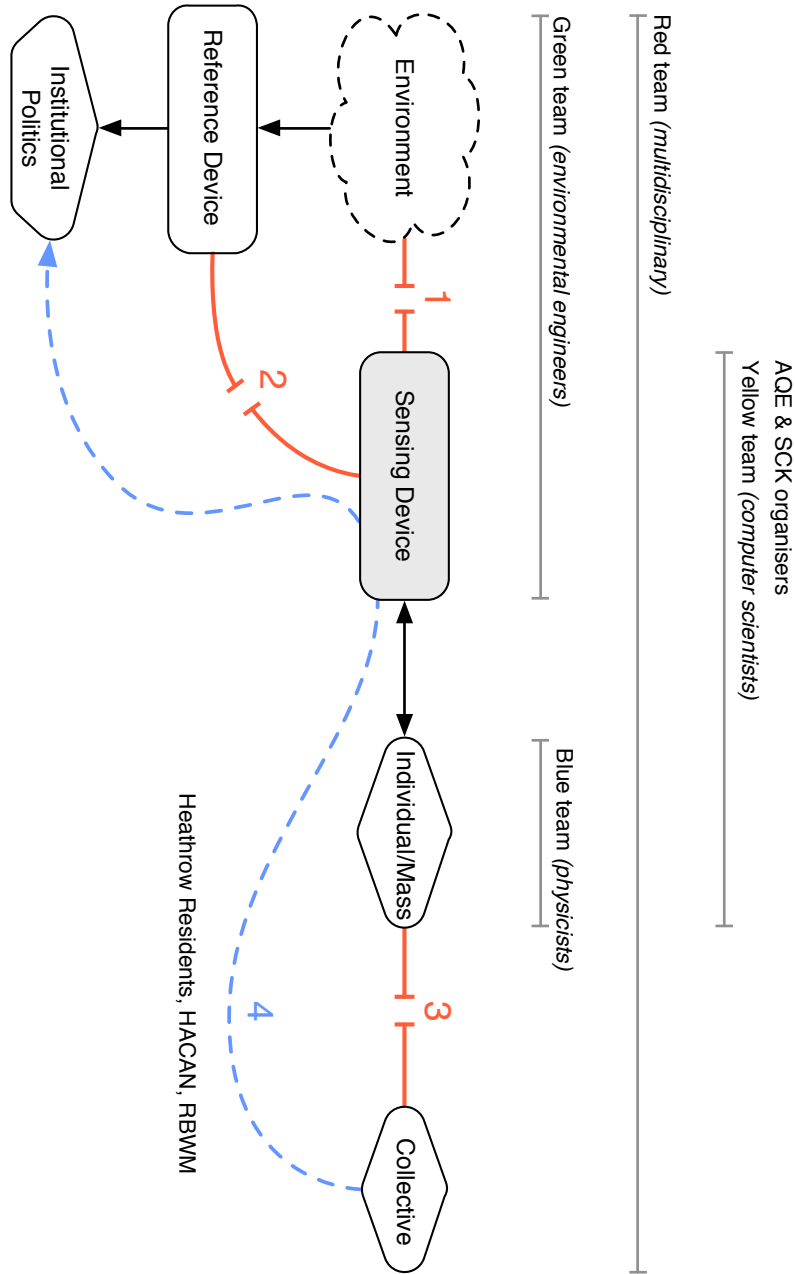 AQE & SCK organisers
Yellow team (computer scientists)
Red team (multidisciplinary)
Green team (environmental engineers)
Blue team (physicists)
1
3
Environment
Sensing Device
Individual/Mass
Collective
2
4
Reference Device
Heathrow Residents, HACAN, RBWM
Institutional
Politics